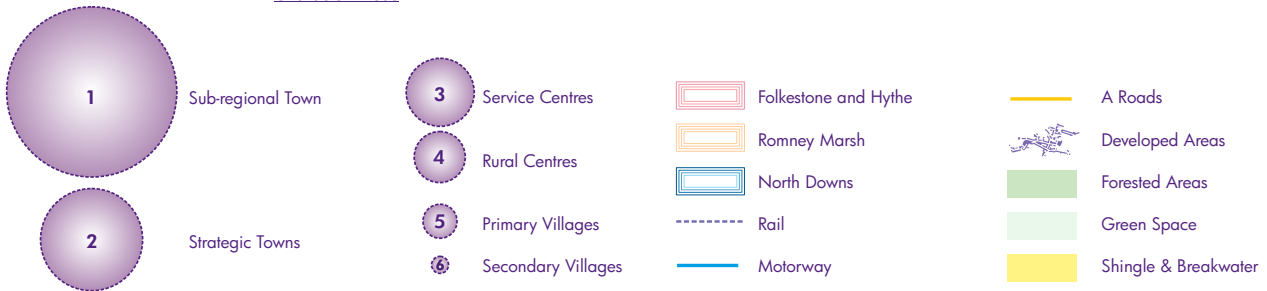 1 Sub-regional Town
2 Strategic Towns
3 Service Centres
4 Rural Centres
5 Primary Villages
6 Secondary Villages
Folkestone and Hythe
Romney Marsh
North Downs
Rail
Motorway
A Roads
Developed Areas
Forested Areas
Green Space
Shingle & Breakwater